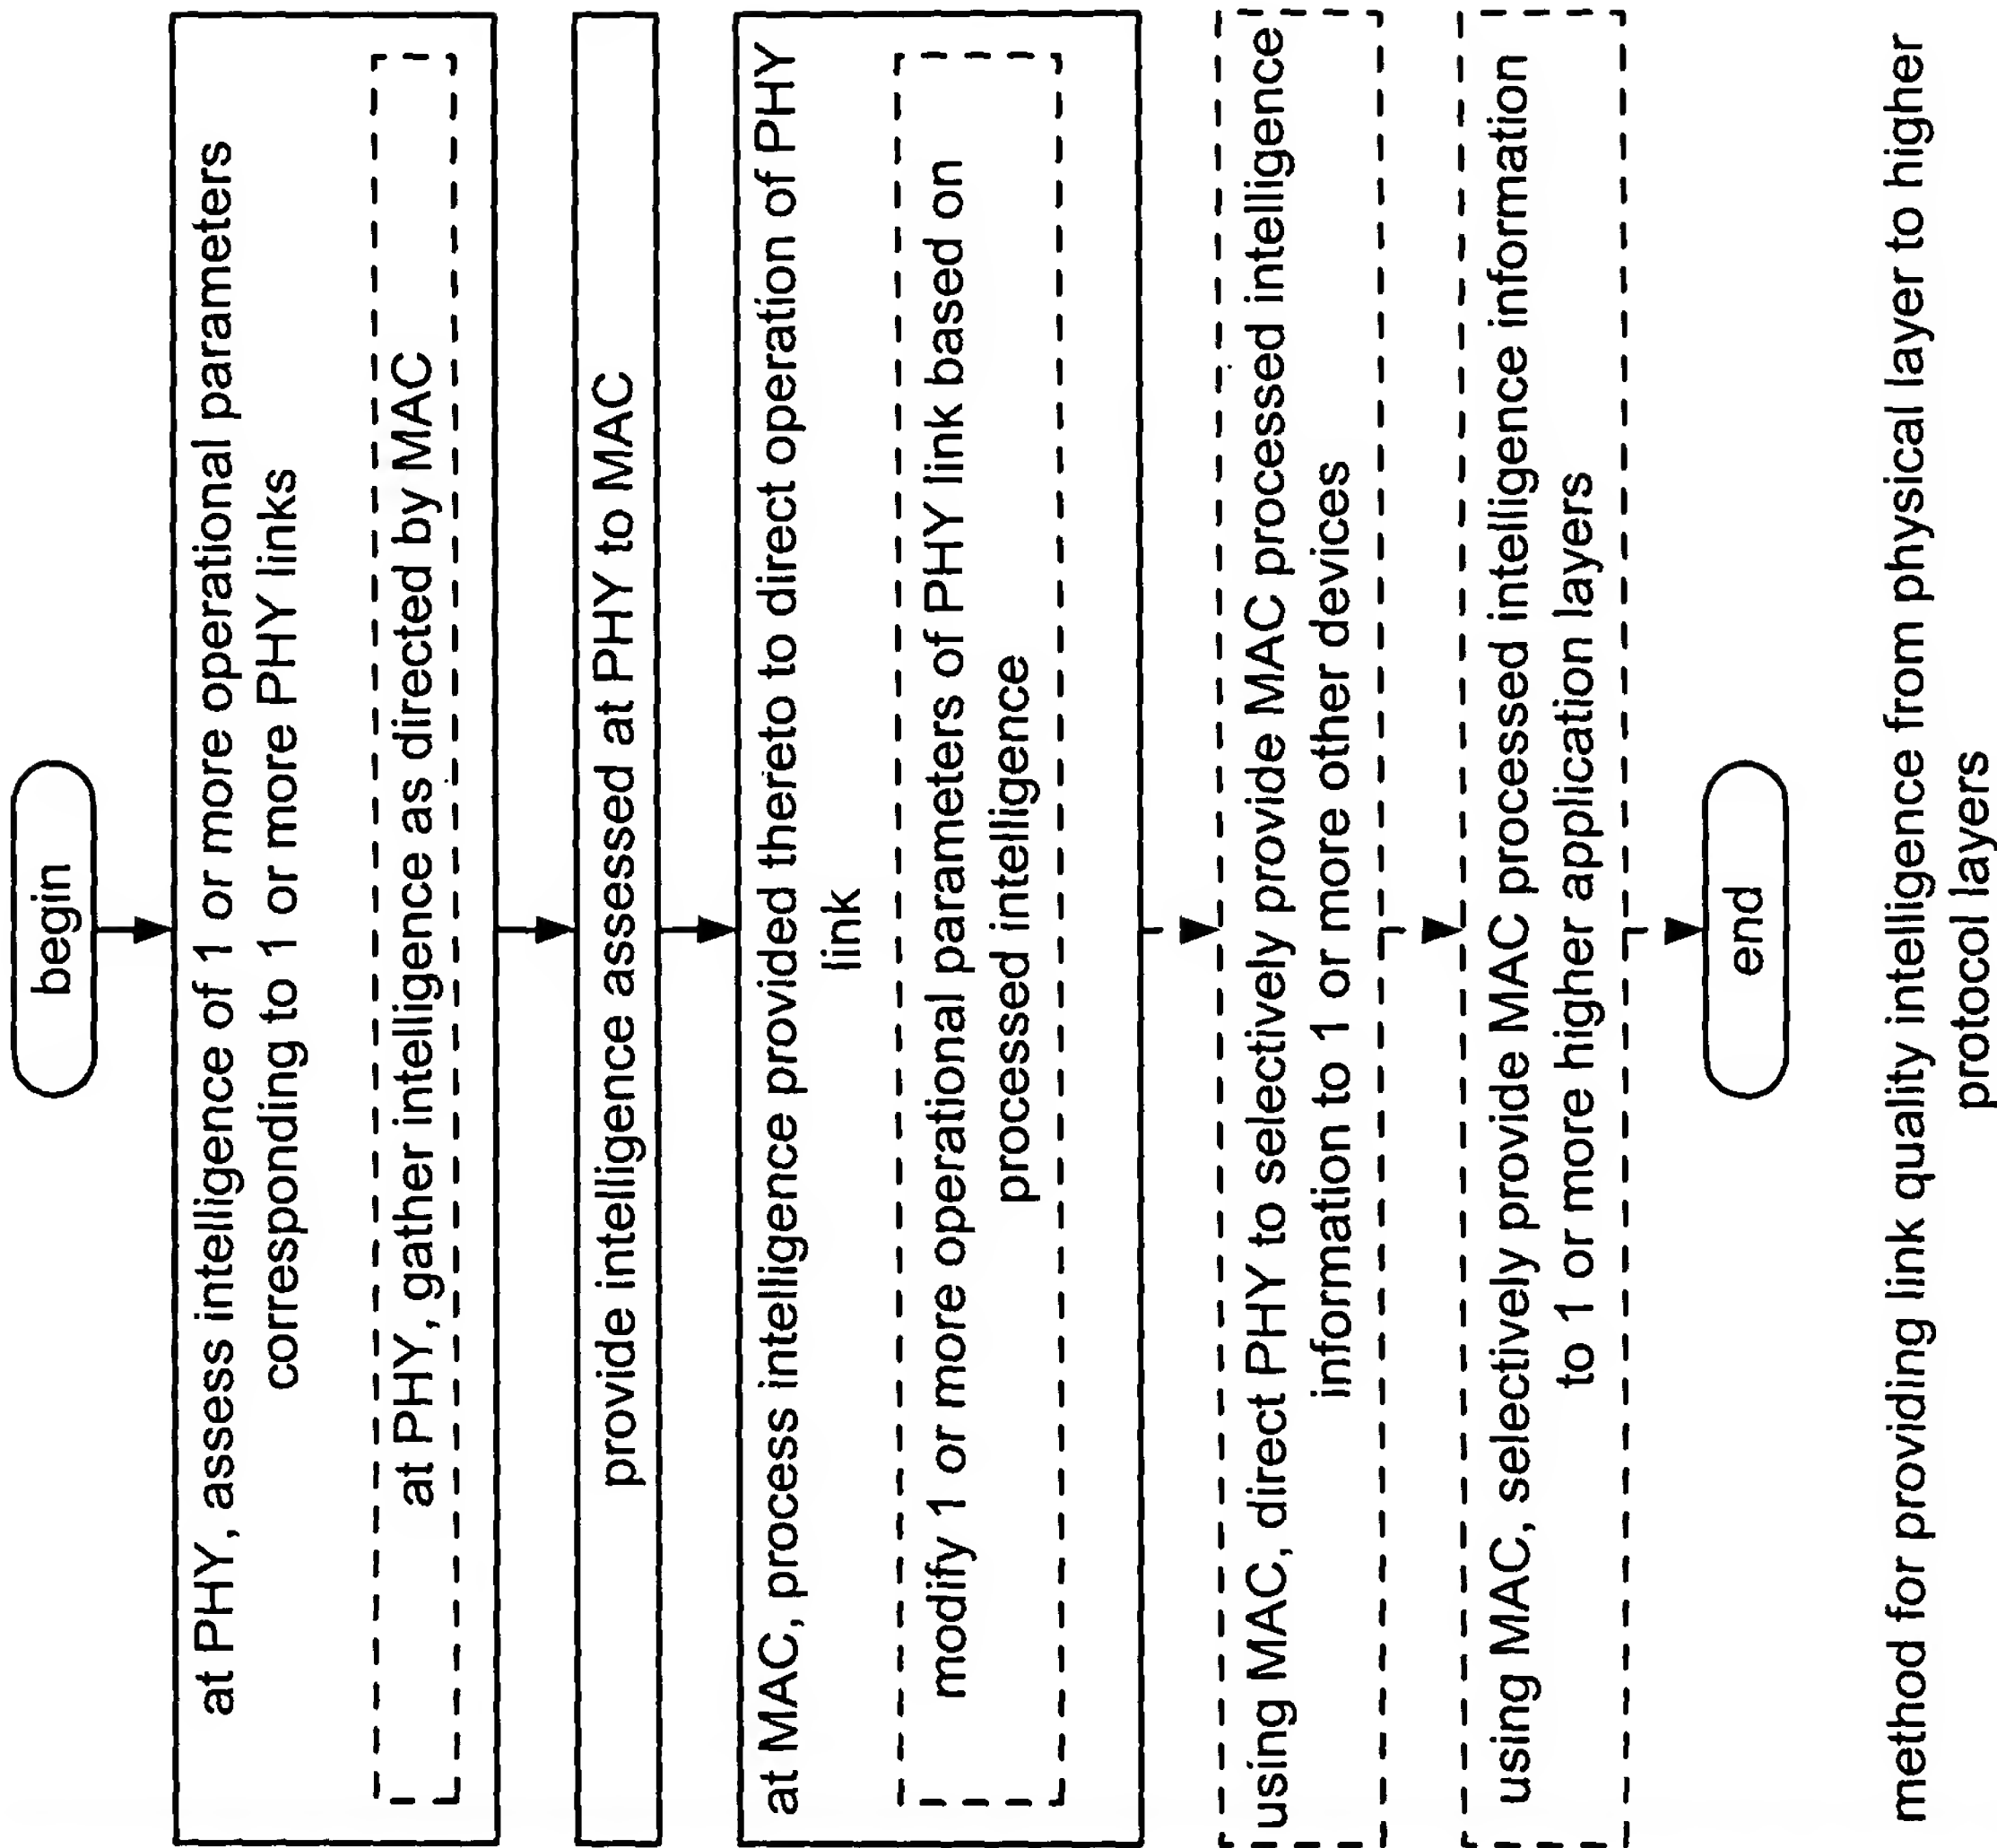 begin
at PHY, assess intelligence of 1 or more operational parameters
corresponding to 1 or more PHY links
at PHY, gather intelligence as directed by MAC
provide intelligence assessed at PHY to MAC
at MAC, process intelligence provided thereto to direct operation of PHY
link
modify 1 or more operational parameters of PHY link based on
processed intelligence
using MAC, direct PHY to selectively provide MAC processed intelligence
information to 1 or more other devices
using MAC, selectively provide MAC processed intelligence information
to 1 or more higher application layers
end
method for providing link quality intelligence from physical layer to higher
protocol layers